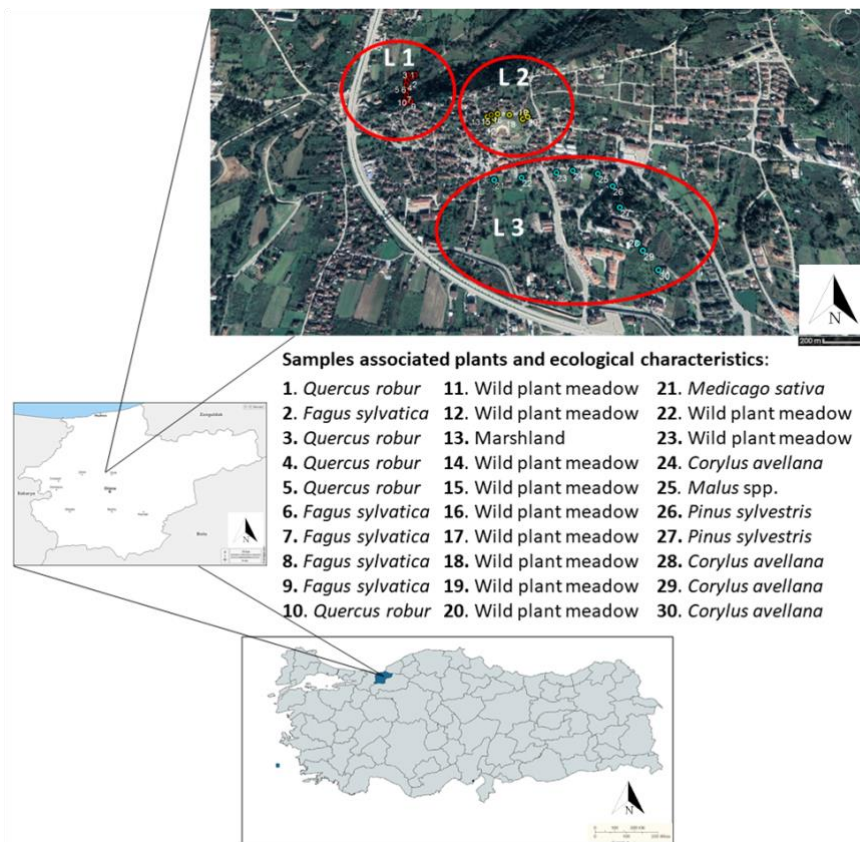 L 1
L 2
L 3
N
200 m
Samples associated plants and ecological characteristics:
1. Quercus robur 11. Wild plant meadow 21. Medicago sativa
2. Fagus sylvatica 12. Wild plant meadow 22. Wild plant meadow
3. Quercus robur 13. Marshland 23. Wild plant meadow
4. Quercus robur 14. Wild plant meadow 24. Corylus avellana
5. Quercus robur 15. Wild plant meadow 25. Malus spp.
6. Fagus sylvatica 16. Wild plant meadow 26. Pinus sylvestris
7. Fagus sylvatica 17. Wild plant meadow 27. Pinus sylvestris
8. Fagus sylvatica 18. Wild plant meadow 28. Corylus avellana
9. Fagus sylvatica 19. Wild plant meadow 29. Corylus avellana
10. Quercus robur 20. Wild plant meadow 30. Corylus avellana
Zonguldak
Sakarya
Bolu
N
N